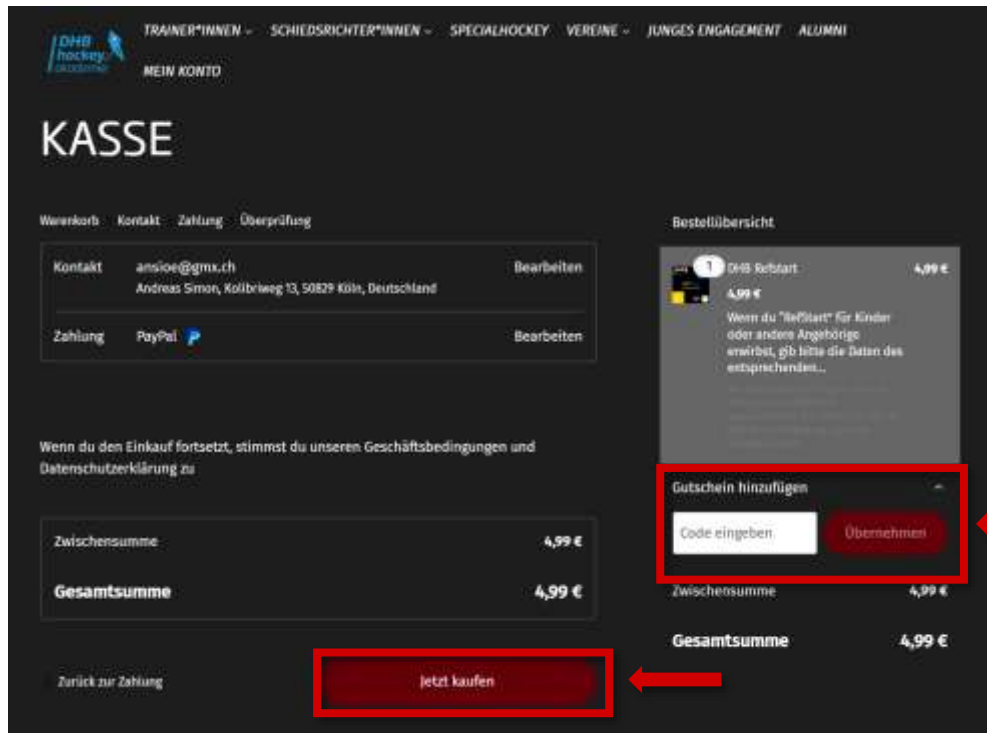 TRAINER*INNEN SCHIEDSRICHTER*INNEN SPECIALHOCKEY VEREINE JUNGES ENGAGEMENT ALUMNI
DHB
hockey
akademie
MEIN KONTO
KASSE
Warenkorb Kontakt Zahlung Überprüfung
Kontakt ansioe@gmx.ch Bearbeiten
Andreas Simon, Kolibriweg 13, 50829 Köln, Deutschland
Zahlung PayPal Bearbeiten
Wenn du den Einkauf fortsetzt, stimmst du unseren Geschäftsbedingungen und
Datenschutzerklärung zu
Zwischensumme 4,99 €
Gesamtsumme 4,99 €
Zurück zur Zahlung
Jetzt kaufen
Bestellübersicht
1 DHB Refstart 4,99 €
4,99 €
Wenn du "RefStart" für Kinder
oder andere Angehörige
erwirbst, gib bitte die Daten des
entsprechenden...
Gutschein hinzufügen
Code eingeben Übernehmen
Zwischensumme 4,99 €
Gesamtsumme 4,99 €